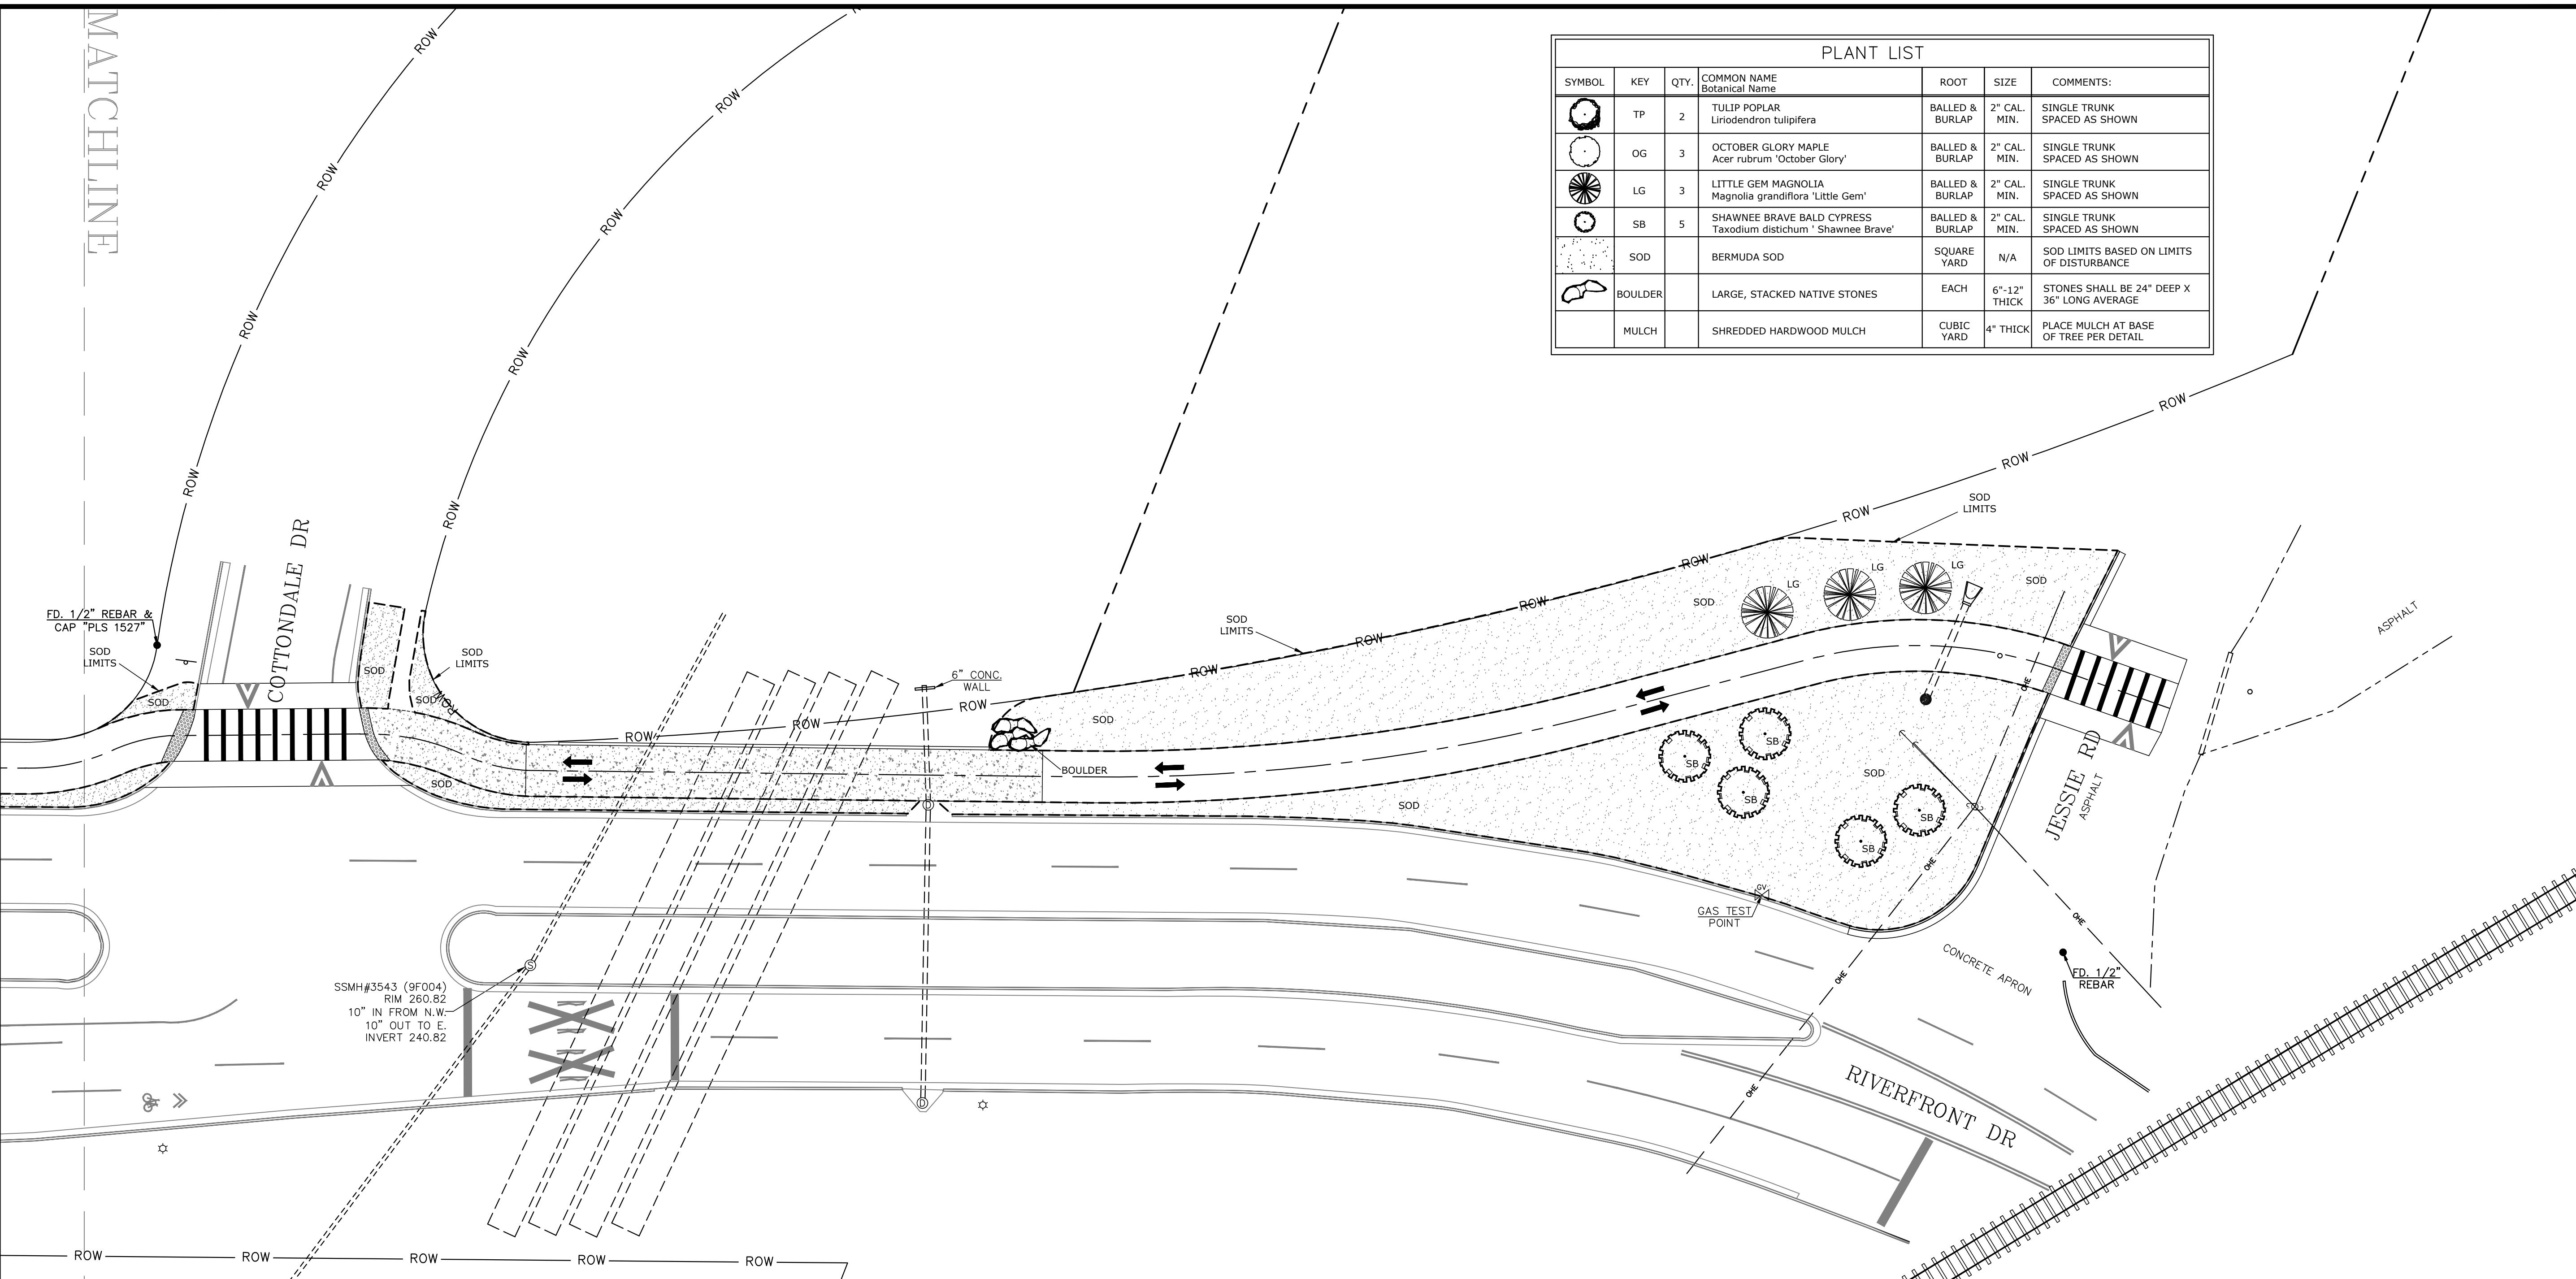 MATCHLINE
PLANT LIST
SYMBOL KEY QTY. COMMON NAME Botanical Name ROOT SIZE COMMENTS:
TP 2 TULIP POPLAR Liriodendron tulipifera BALLED & BURLAP 2" CAL. MIN. SINGLE TRUNK SPACED AS SHOWN
OG 3 OCTOBER GLORY MAPLE Acer rubrum 'October Glory' BALLED & BURLAP 2" CAL. MIN. SINGLE TRUNK SPACED AS SHOWN
LG 3 LITTLE GEM MAGNOLIA Magnolia grandiflora 'Little Gem' BALLED & BURLAP 2" CAL. MIN. SINGLE TRUNK SPACED AS SHOWN
SB 5 SHAWNEE BRAVE BALD CYPRESS Taxodium distichum ' Shawnee Brave' BALLED & BURLAP 2" CAL. MIN. SINGLE TRUNK SPACED AS SHOWN
SOD BERMUDA SOD SQUARE YARD N/A SOD LIMITS BASED ON LIMITS OF DISTURBANCE
BOULDER LARGE, STACKED NATIVE STONES EACH 6"-12" THICK STONES SHALL BE 24" DEEP X 36" LONG AVERAGE
MULCH SHREDDED HARDWOOD MULCH CUBIC YARD 4" THICK PLACE MULCH AT BASE OF TREE PER DETAIL
ROW
ROW
ROW
ROW
ROW
ROW
ROW
ROW
ROW
ROW
ROW
ROW
COTTONDALE DR
FD. 1/2" REBAR &
CAP "PLS 1527"
SOD
LIMITS
SOD
SOD
SOD
ROW
SOD
LIMITS
SOD
ROW
ROW
6" CONC.
WALL
ROW
BOULDER
SOD
SOD
LIMITS
ROW
ROW
ROW
ROW
SOD
LIMITS
SOD
LG
LG
LG
SOD
OHE
SB
SB
SB
SB
SB
SOD
SOD
OHE
GV
GAS TEST
POINT
JESSIE RD
ASPHALT
ASPHALT
OHE
OHE
OHE
CONCRETE APRON
FD. 1/2"
REBAR
SSMH#3543 (9F004)
RIM 260.82
10" IN FROM N.W.
10" OUT TO E.
INVERT 240.82
S
D
D
RIVERFRONT DR
ROW
ROW
ROW
ROW
ROW